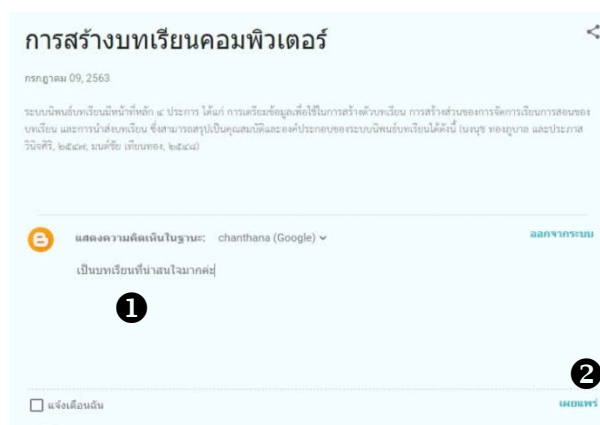 การสร้างบทเรียนคอมพิวเตอร์
กรกฎาคม 09, 2563
ระบบนิพนธ์บทเรียนมีหน้าที่หลัก ๔ ประการ ได้แก่ การเตรียมข้อมูลเพื่อใช้ในการสร้างตัวบทเรียน การสร้างส่วนของการจัดการเรียนการสอนของ
บทเรียน และการนำส่งบทเรียน ซึ่งสามารถสรุปเป็นคุณสมบัติและองค์ประกอบของระบบนิพนธ์บทเรียนได้ดังนี้ (นงนุช ทองภูบาล และประภาส
วินิจศิริ, ๒๕๔๗; มนต์ชัย เทียนทอง, ๒๕๔๘)
แสดงความคิดเห็นในฐานะ: chanthana (Google)
ออกจากระบบ
เป็นบทเรียนที่น่าสนใจมากค่ะ
1
2
แจ้งเตือนฉัน
เผยแพร่